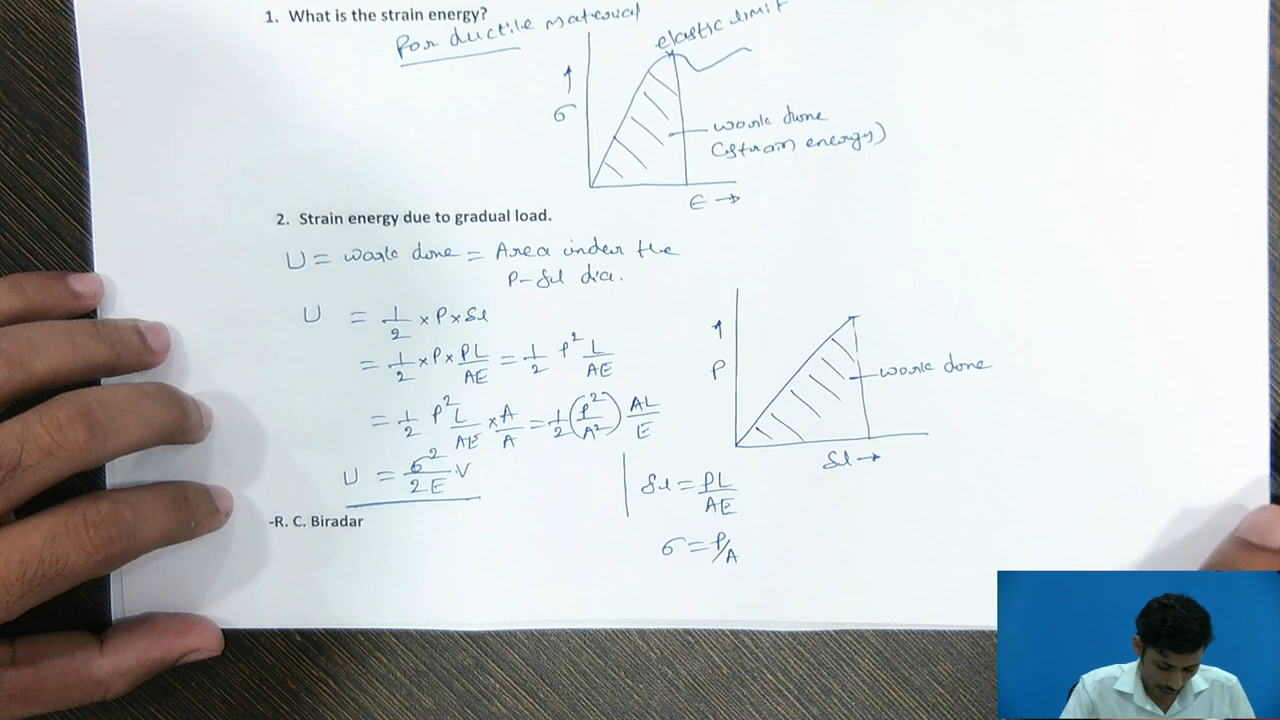 1. What is the strain energy?
For ductile material
elastic limit
↑
σ
work done
(strain energy)
ϵ →
2. Strain energy due to gradual load.
U = work done = Area under the
P-δl dia.
U = 1/2 × P × δl
= 1/2 × P × PL/AE = 1/2 P² L/AE
= 1/2 P² L/AE × A/A = 1/2 (P²/A²) AL/E
U = σ²/2E · V
↑
P
work done
δl →
δl = PL/AE
σ = P/A
-R. C. Biradar